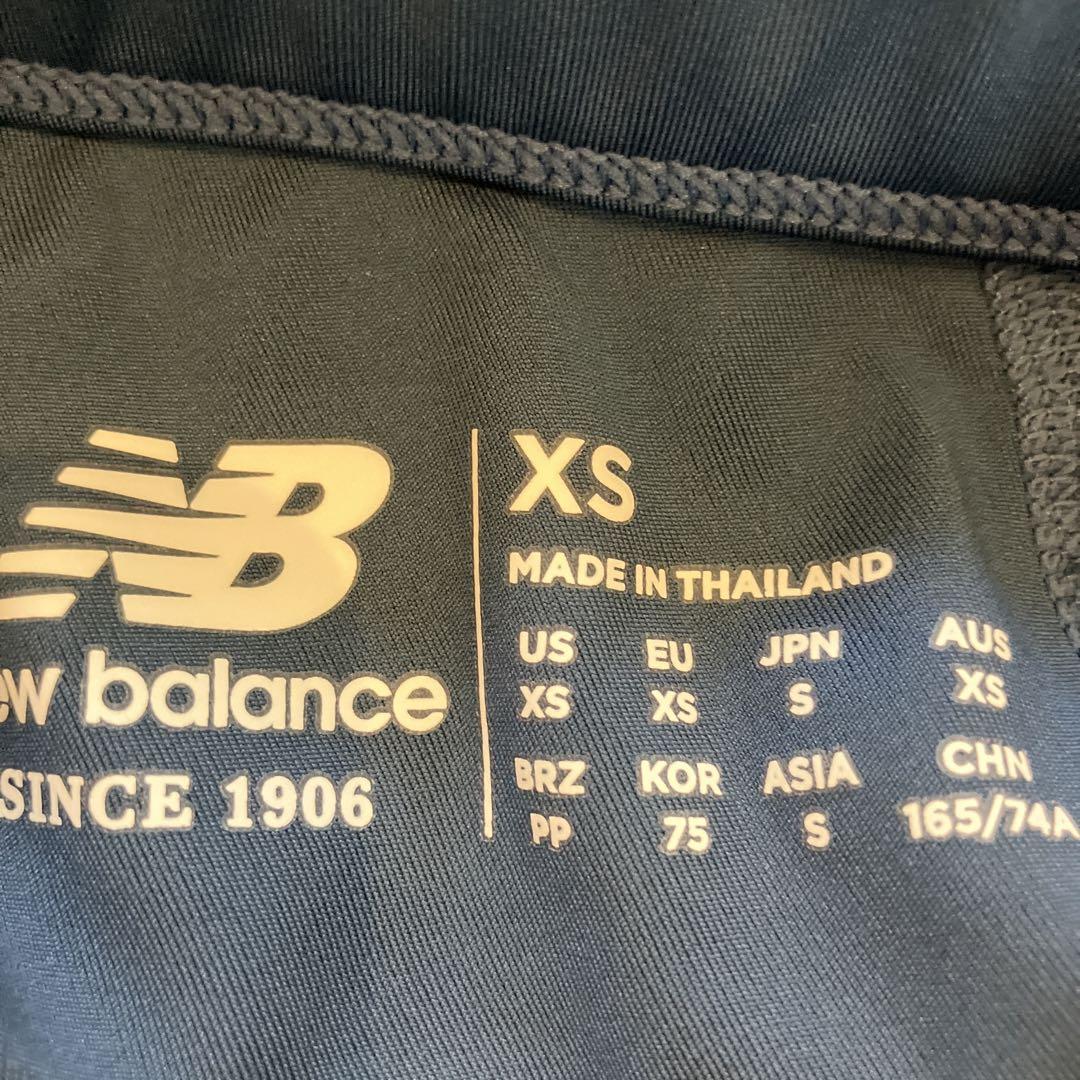 NB
ew balance
SINCE 1906
XS
MADE IN THAILAND
US EU JPN AUS
XS XS S XS
BRZ KOR ASIA CHN
PP 75 S 165/74A